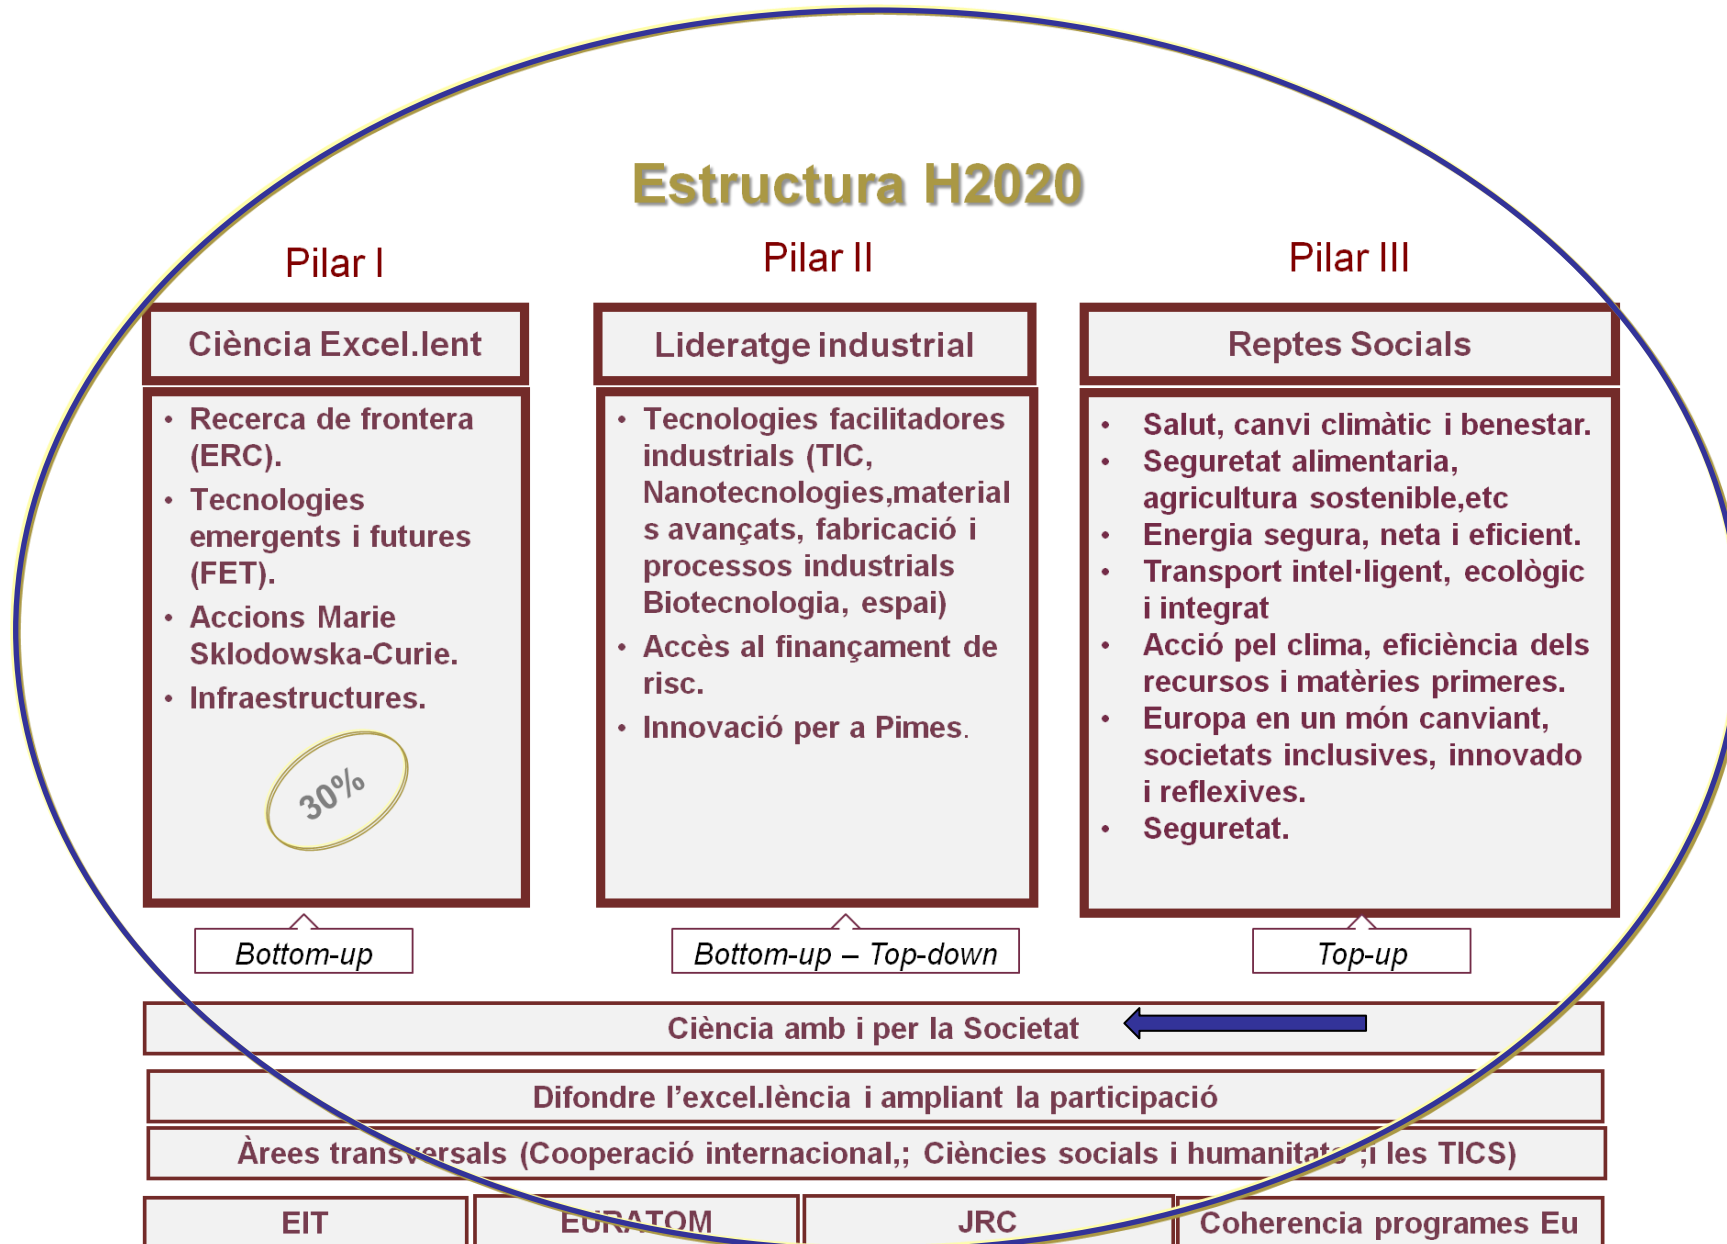 Estructura H2020
Pilar I
Ciència Excel.lent
• Recerca de frontera
(ERC).
• Tecnologies
emergents i futures
(FET).
• Accions Marie
Sklodowska-Curie.
• Infraestructures.
30%
Bottom-up
Pilar II
Lideratge industrial
• Tecnologies facilitadores
industrials (TIC,
Nanotecnologies,material
s avançats, fabricació i
processos industrials
Biotecnologia, espai)
• Accès al finançament de
risc.
• Innovació per a Pimes.
Bottom-up – Top-down
Pilar III
Reptes Socials
• Salut, canvi climàtic i benestar.
• Seguretat alimentaria,
agricultura sostenible,etc
• Energia segura, neta i eficient.
• Transport intel·ligent, ecològic
i integrat
• Acció pel clima, eficiència dels
recursos i matèries primeres.
• Europa en un món canviant,
societats inclusives, innovado
i reflexives.
• Seguretat.
Top-up
Ciència amb i per la Societat
Difondre l’excel.lència i ampliant la participació
Àrees transversals (Cooperació internacional,; Ciències socials i humanitats ;i les TICS)
EIT
EURATOM
JRC
Coherencia programes Eu